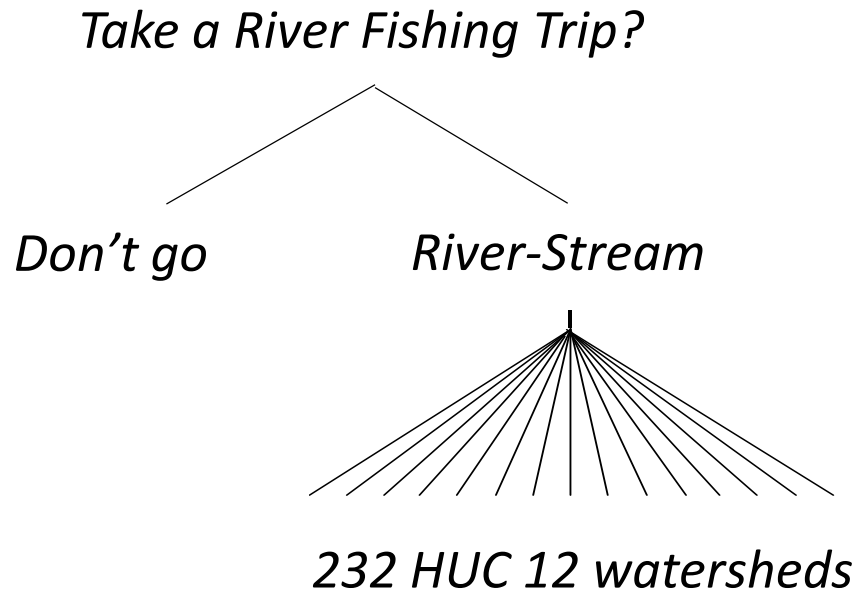 Take a River Fishing Trip?
Don’t go
River-Stream
232 HUC 12 watersheds